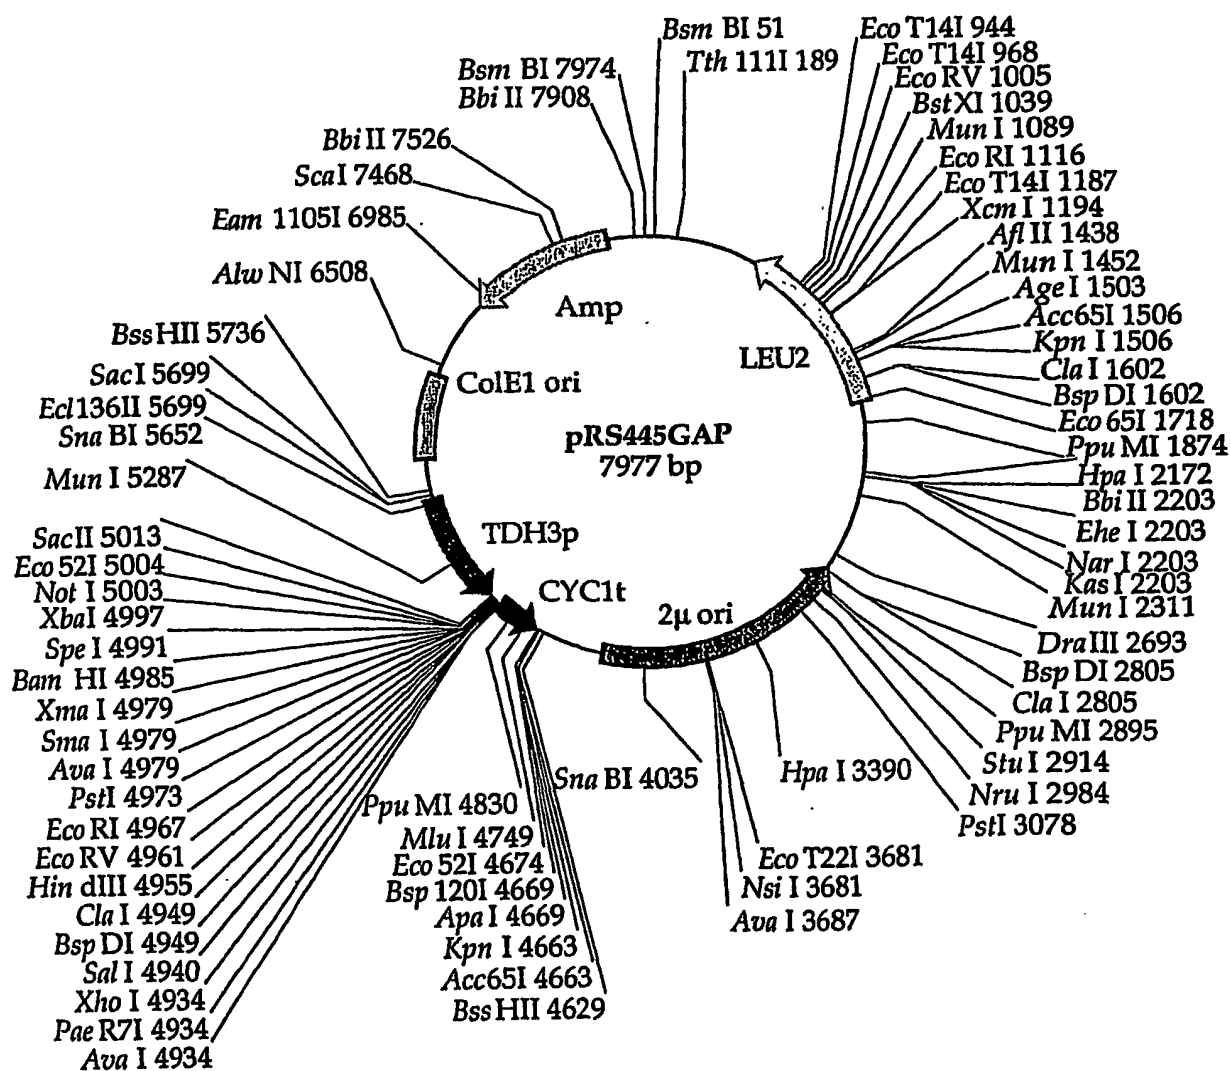 Bsm BI 51
Tth 111I 189
Eco T14I 944
Eco T14I 968
Eco RV 1005
BstXI 1039
Mun I 1089
Eco RI 1116
Eco T14I 1187
Xcm I 1194
Afl II 1438
Mun I 1452
Age I 1503
Acc65I 1506
Kpn I 1506
Cla I 1602
Bsp DI 1602
Eco 65I 1718
Ppu MI 1874
Hpa I 2172
Bbi II 2203
Ehe I 2203
Nar I 2203
Kas I 2203
Mun I 2311
Dra III 2693
Bsp DI 2805
Cla I 2805
Ppu MI 2895
Stu I 2914
Nru I 2984
PstI 3078
Hpa I 3390
Eco T22I 3681
Nsi I 3681
Ava I 3687
Sna BI 4035
Bss HII 4629
Acc65I 4663
Kpn I 4663
Apa I 4669
Bsp 120I 4669
Eco 52I 4674
Mlu I 4749
Ppu MI 4830
Ava I 4934
Pae R7I 4934
Xho I 4934
Sal I 4940
Bsp DI 4949
Cla I 4949
Hin dIII 4955
Eco RV 4961
Eco RI 4967
PstI 4973
Ava I 4979
Sma I 4979
Xma I 4979
Bam HI 4985
Spe I 4991
XbaI 4997
Not I 5003
Eco 52I 5004
SacII 5013
Mun I 5287
Sna BI 5652
Ecl136II 5699
SacI 5699
Bss HII 5736
Alw NI 6508
Eam 1105I 6985
ScaI 7468
Bbi II 7526
Bbi II 7908
Bsm BI 7974
Amp
LEU2
ColE1 ori
pRS445GAP
7977 bp
TDH3p
CYC1t
2μ ori